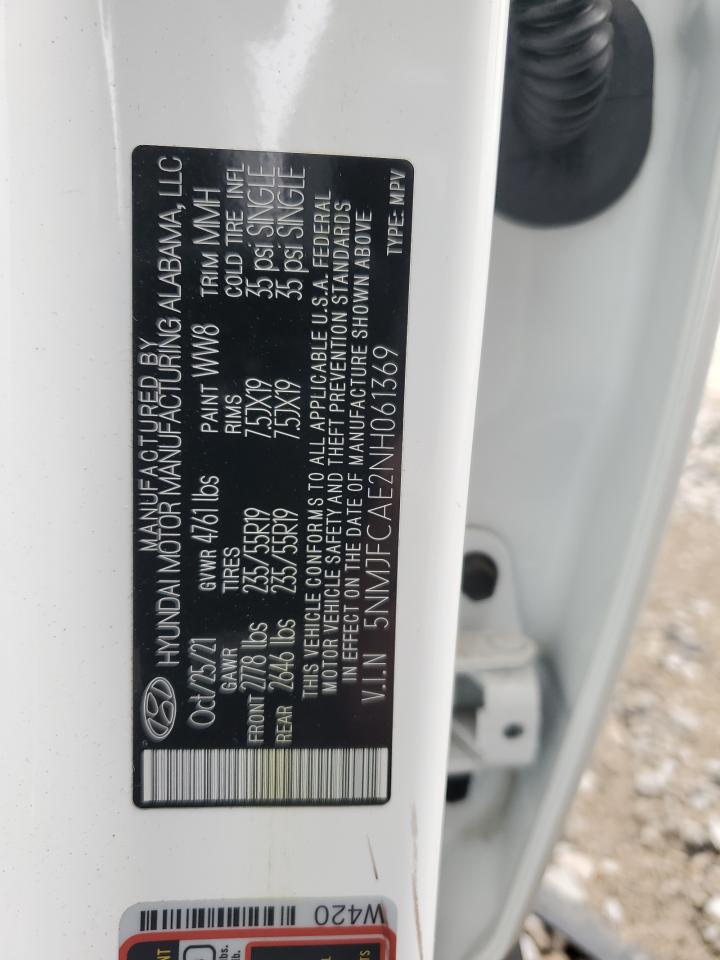 MANUFACTURED BY
HYUNDAI MOTOR MANUFACTURING ALABAMA, LLC
Oct/25/21 GVWR 4761 lbs PAINT WW8 TRIM MMH
GAWR TIRES RIMS COLD TIRE INFL
FRONT 2778 lbs 235/55R19 7.5JX19 35 psi SINGLE
REAR 2646 lbs 235/55R19 7.5JX19 35 psi SINGLE
THIS VEHICLE CONFORMS TO ALL APPLICABLE U.S.A. FEDERAL
MOTOR VEHICLE SAFETY AND THEFT PREVENTION STANDARDS
IN EFFECT ON THE DATE OF MANUFACTURE SHOWN ABOVE
V.I.N 5NMJFCAE2NH061369
TYPE: MPV
W420